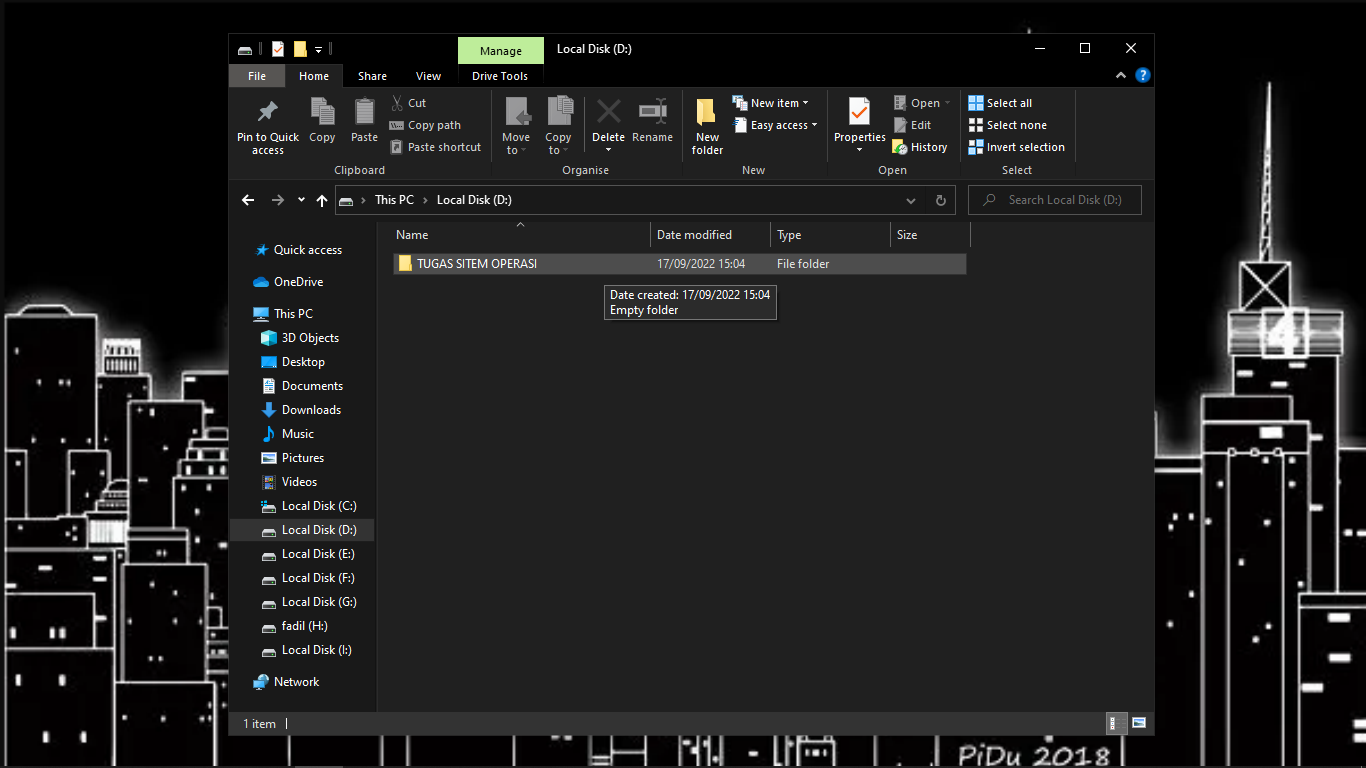 Manage
Local Disk (D:)
File
Home
Share
View
Drive Tools
Pin to Quick access
Copy
Paste
Cut
Copy path
Paste shortcut
Clipboard
Move to
Copy to
Delete
Rename
Organise
New folder
New item
Easy access
New
Properties
Open
Edit
History
Open
Select all
Select none
Invert selection
Select
This PC
Local Disk (D:)
Search Local Disk (D:)
Name
Date modified
Type
Size
TUGAS SITEM OPERASI
17/09/2022 15:04
File folder
Date created: 17/09/2022 15:04
Empty folder
Quick access
OneDrive
This PC
3D Objects
Desktop
Documents
Downloads
Music
Pictures
Videos
Local Disk (C:)
Local Disk (D:)
Local Disk (E:)
Local Disk (F:)
Local Disk (G:)
fadil (H:)
Local Disk (I:)
Network
1 item
4
PiDu 2018